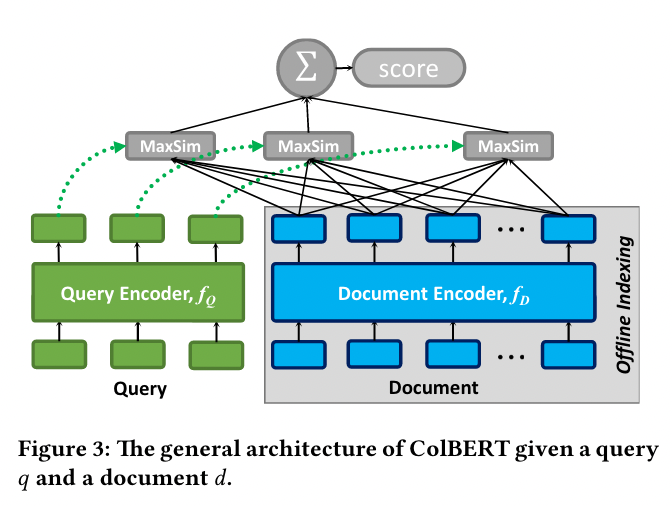 Σ
score
MaxSim MaxSim MaxSim
Query Encoder, f_Q
Document Encoder, f_D
Offline Indexing
Query
Document
Figure 3: The general architecture of ColBERT given a query
q and a document d.